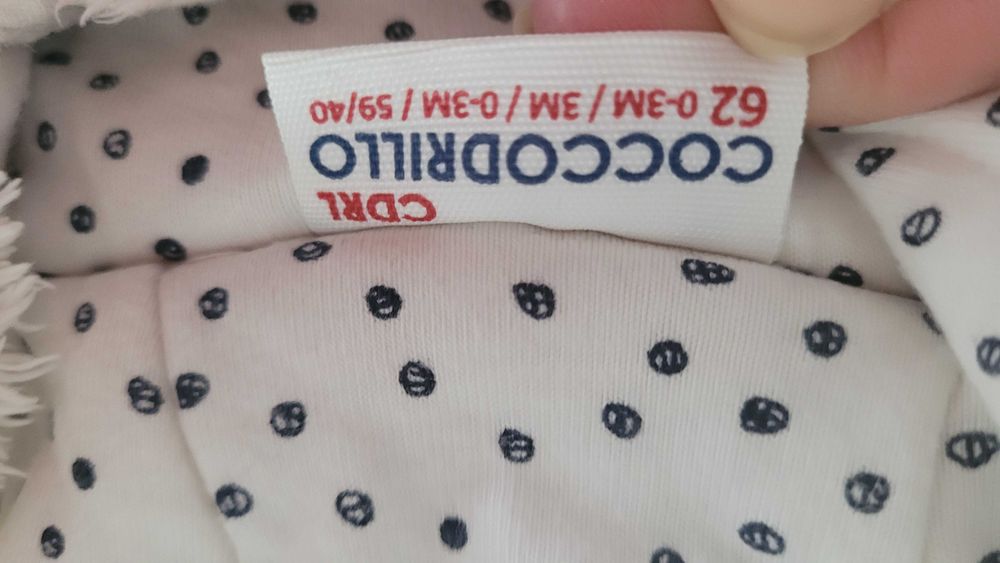 CDRL
COCCODRILLO
62 0-3M / 3M / 0-3M / 59/40